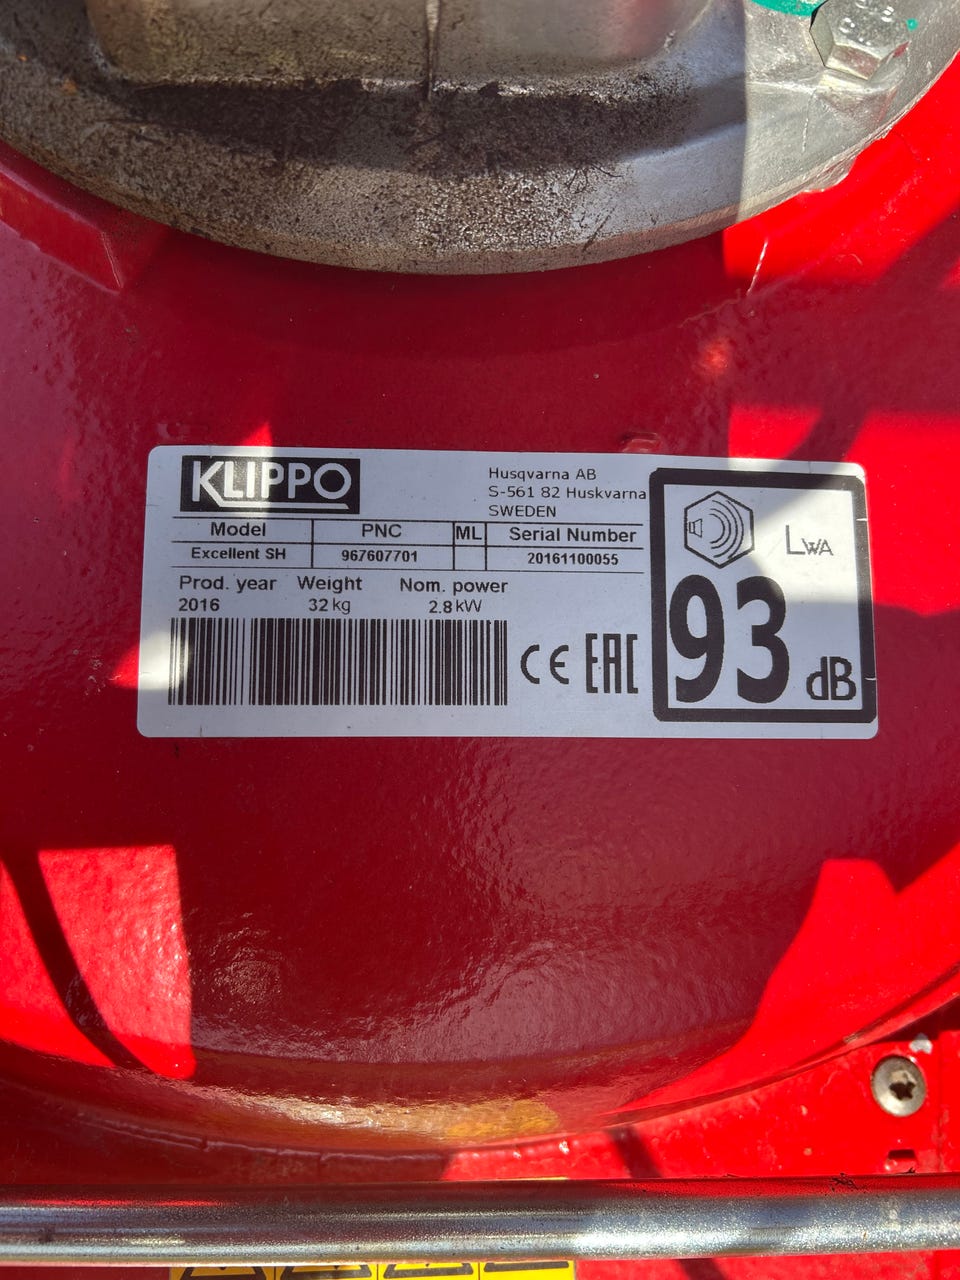 KLIPPO
Husqvarna AB
S-561 82 Huskvarna
SWEDEN
Model PNC ML Serial Number
Excellent SH 967607701 20161100055
Prod. year Weight Nom. power
2016 32 kg 2.8 kW
CE EAC
LWA
93 dB